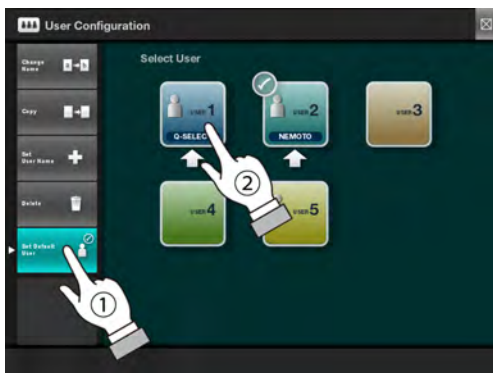 User Configuration
Change
Name
a → b
Select User
Copy
Set
User Name
Delete
Set Default
User
USER 1
Q-SELEC
USER 2
NEMOTO
USER 3
USER 4
USER 5
①
②